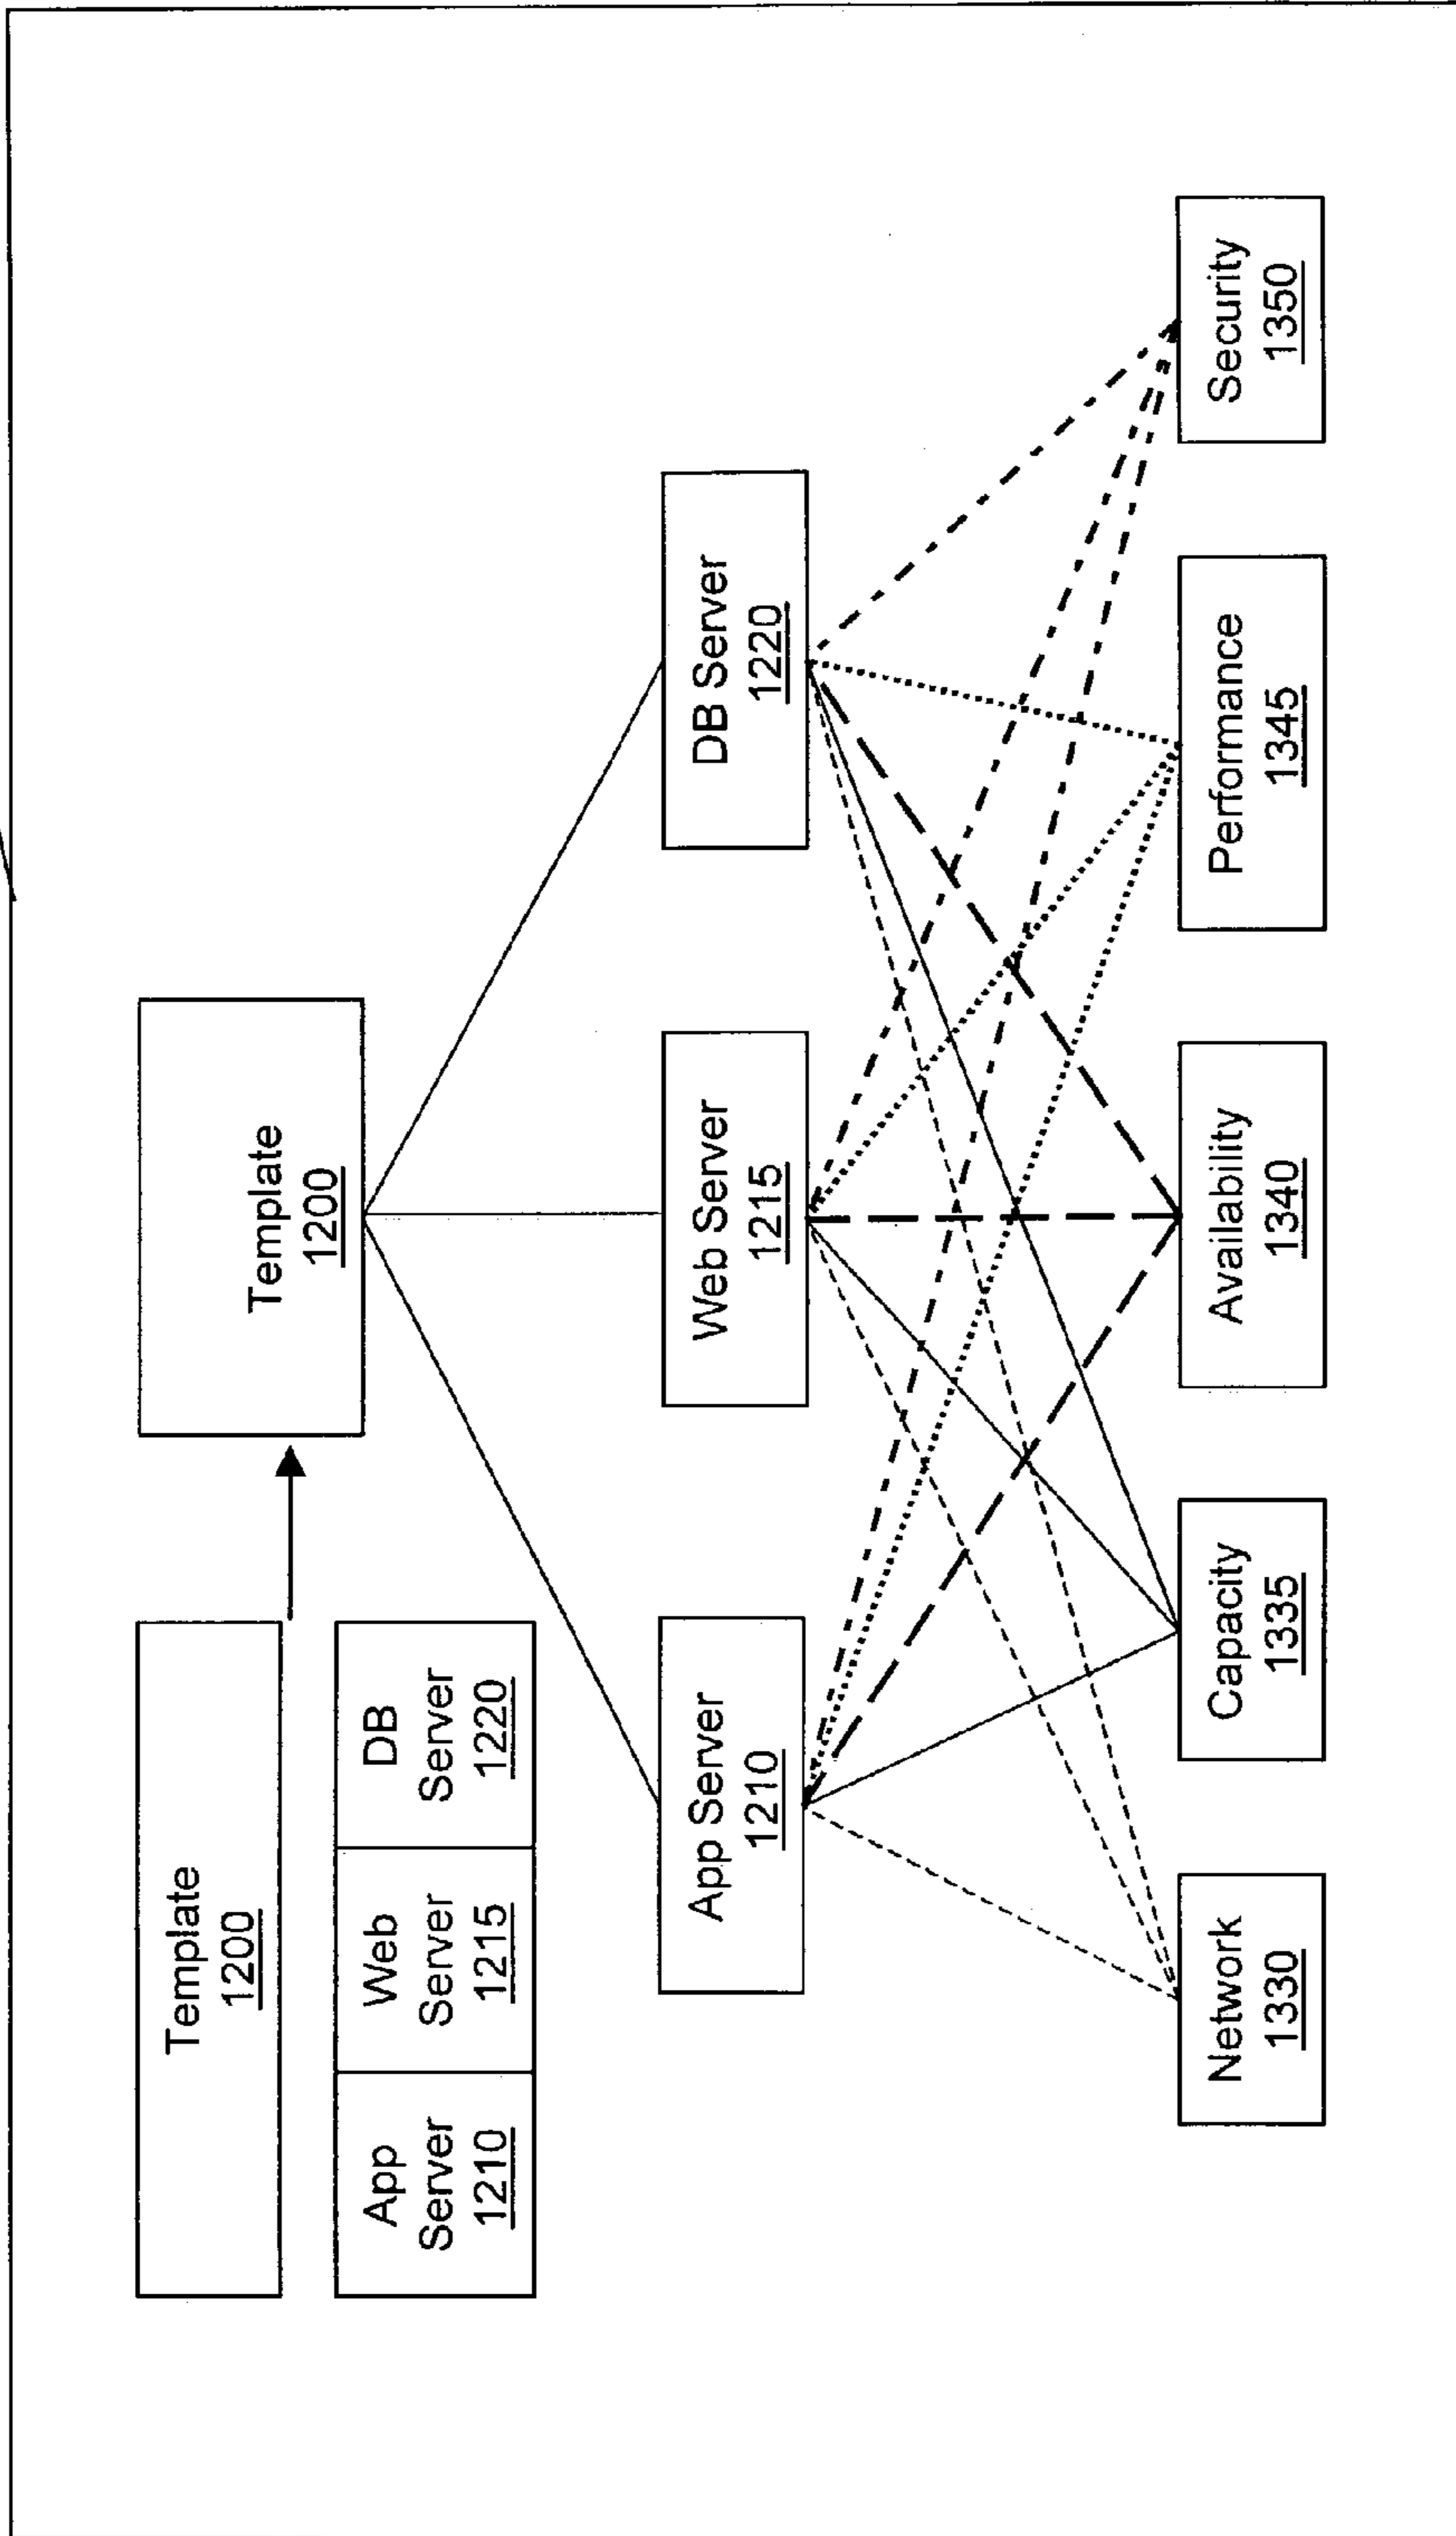 Template
1200
App
Server
1210
Web
Server
1215
DB
Server
1220
Template
1200
App Server
1210
Web Server
1215
DB Server
1220
Network
1330
Capacity
1335
Availability
1340
Performance
1345
Security
1350